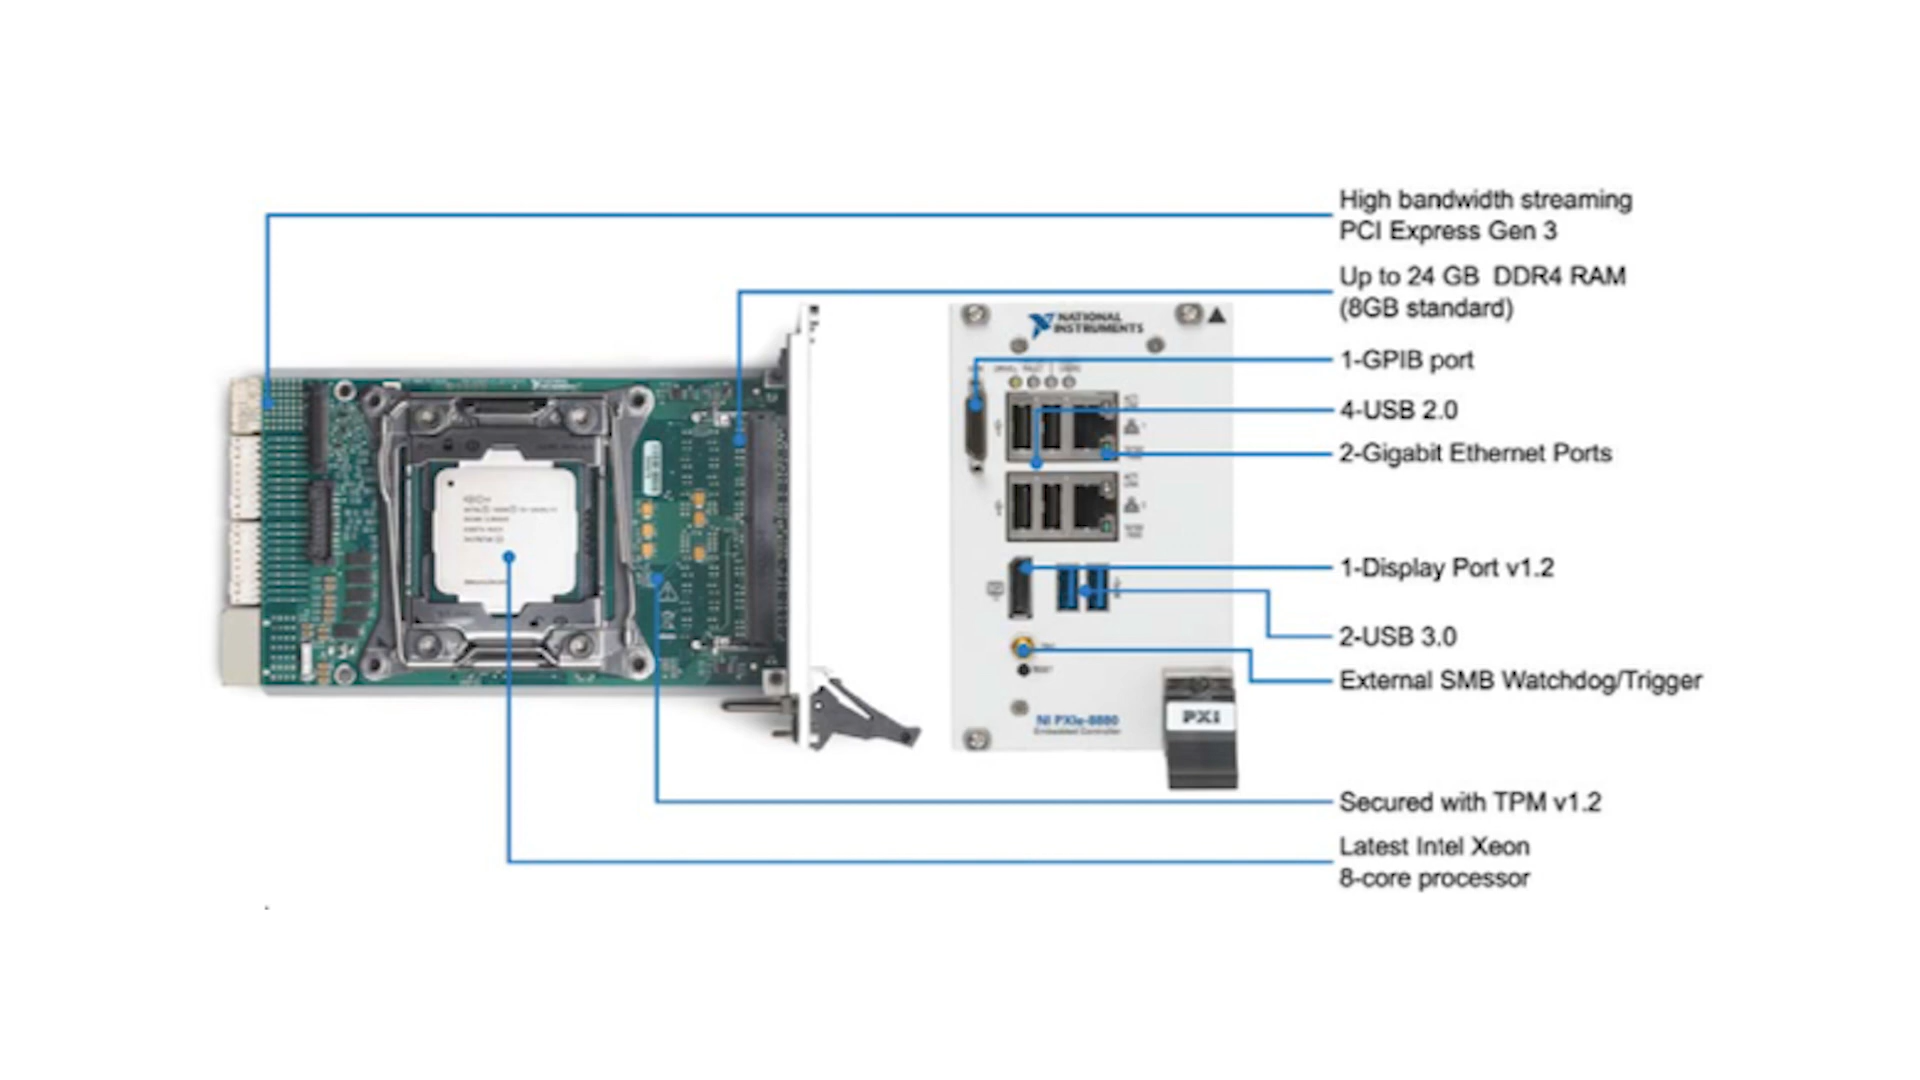 High bandwidth streaming
PCI Express Gen 3
Up to 24 GB DDR4 RAM
(8GB standard)
NATIONAL
INSTRUMENTS
1-GPIB port
4-USB 2.0
2-Gigabit Ethernet Ports
1-Display Port v1.2
2-USB 3.0
External SMB Watchdog/Trigger
NI PXIe-8880
Embedded Controller
PXI
Secured with TPM v1.2
Latest Intel Xeon
8-core processor